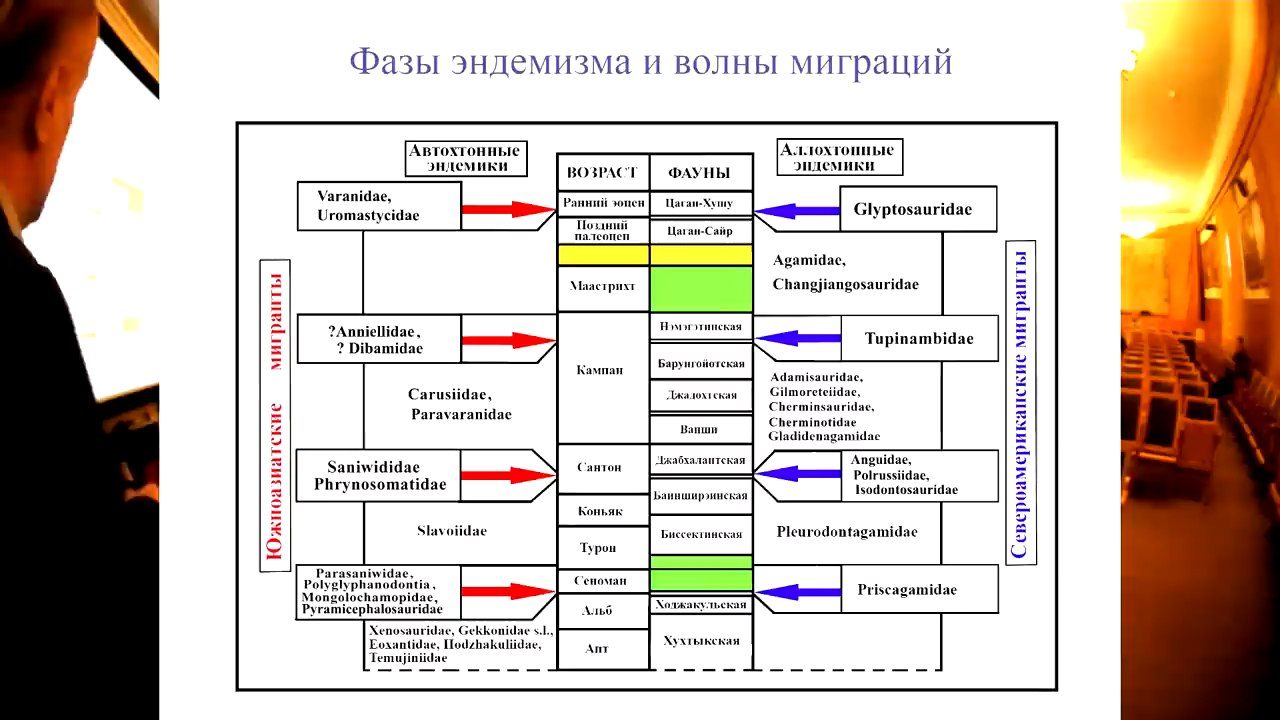 Фазы эндемизма и волны миграций
Автохтонные
эндемики
ВОЗРАСТ
ФАУНЫ
Аллохтонные
эндемики
Varanidae,
Uromastycidae
Ранний эоцен
Цаган-Хушу
Glyptosauridae
Поздний
палеоцен
Цаган-Сайр
Agamidae,
Changjiangosauridae
Маастрихт
?Anniellidae,
? Dibamidae
Нэмэгэтинская
Tupinambidae
Carusiidae,
Paravaranidae
Кампан
Барунгойотская
Джадохтская
Ванши
Adamisauridae,
Gilmoreteiidae,
Cherminsauridae,
Cherminotidae
Gladidenagamidae
Saniwididae
Phrynosomatidae
Сантон
Джабхалантская
Anguidae,
Polrussiidae,
Isodontosauridae
Баинширэинская
Коньяк
Slavoiidae
Турон
Биссектинская
Pleurodontagamidae
Parasaniwidae,
Polyglyphanodontia,
Mongolochamopidae,
Pyramicephalosauridae
Сеноман
Priscagamidae
Альб
Ходжакульская
Xenosauridae, Gekkonidae s.l.,
Eoxantidae, Hodzhakuliidae,
Temujiniidae
Апт
Хухтыкская
Южноазиатские мигранты
Североамериканские мигранты